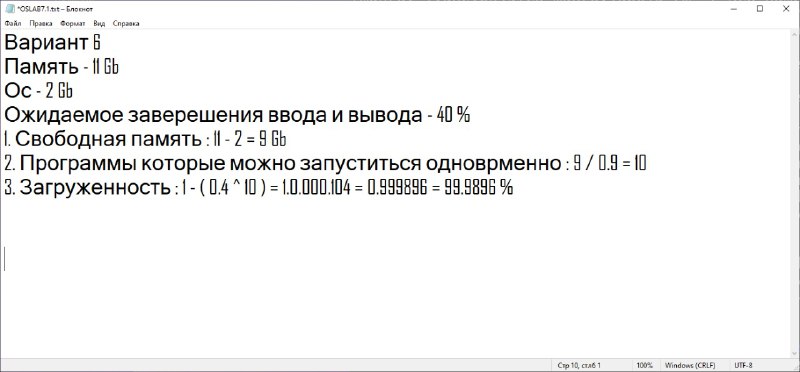 *OSLAB7.1.txt – Блокнот
Файл Правка Формат Вид Справка
Вариант 6
Память - 11 Gb
Ос - 2 Gb
Ожидаемое заверешения ввода и вывода - 40 %
1. Свободная память : 11 - 2 = 9 Gb
2. Программы которые можно запуститься одноврменно : 9 / 0.9 = 10
3. Загруженность : 1 - ( 0.4 ^ 10 ) = 1.0.000.104 = 0.999896 = 99.9896 %
Стр 10, стлб 1 100% Windows (CRLF) UTF-8